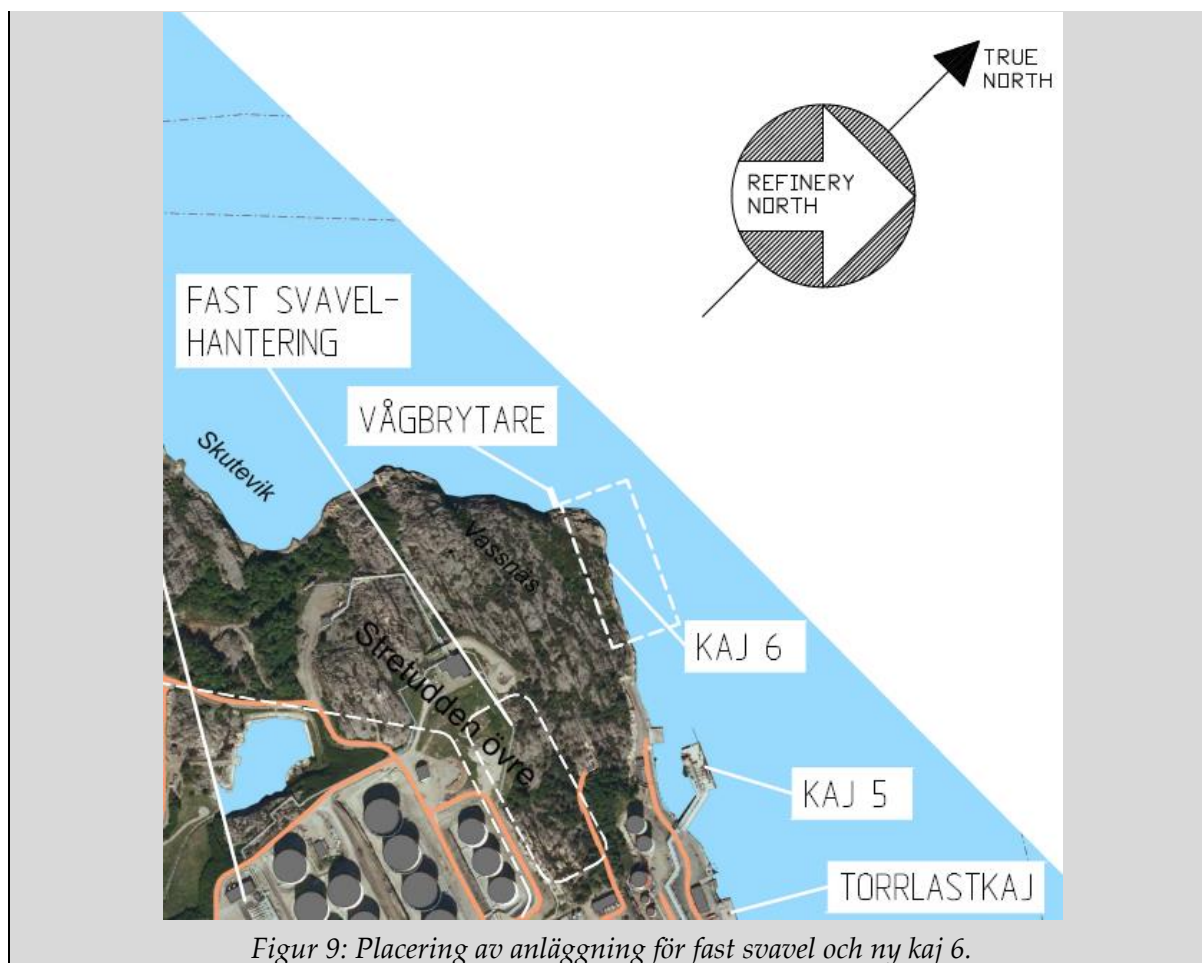 TRUE
NORTH
REFINERY
NORTH
FAST SVAVEL-
HANTERING
VÅGBRYTARE
Skutevik
Vassnäs
Stretudden övre
KAJ 6
KAJ 5
TORRLASTKAJ
Figur 9: Placering av anläggning för fast svavel och ny kaj 6.